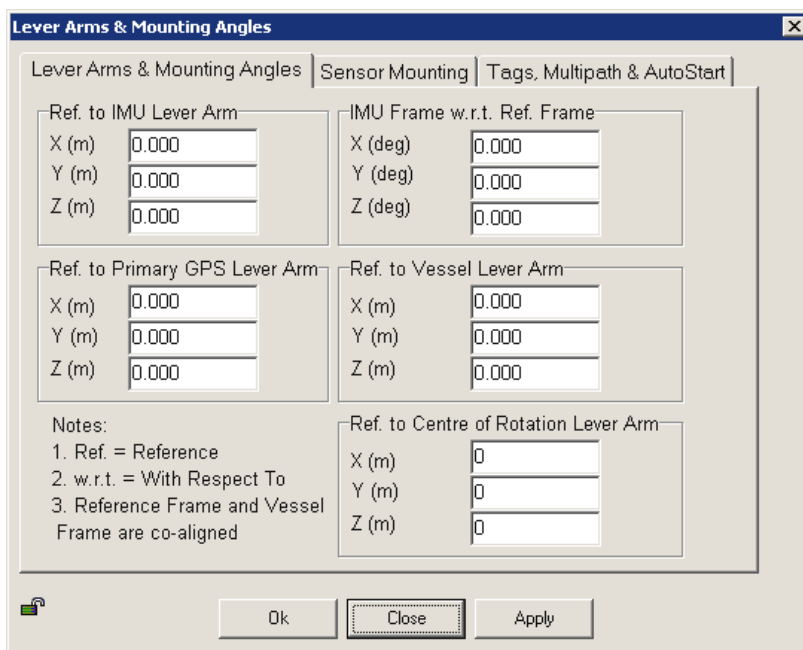 Lever Arms & Mounting Angles
Lever Arms & Mounting Angles
Sensor Mounting
Tags, Multipath & AutoStart
Ref. to IMU Lever Arm
X (m) 0.000
Y (m) 0.000
Z (m) 0.000
IMU Frame w.r.t. Ref. Frame
X (deg) 0.000
Y (deg) 0.000
Z (deg) 0.000
Ref. to Primary GPS Lever Arm
X (m) 0.000
Y (m) 0.000
Z (m) 0.000
Ref. to Vessel Lever Arm
X (m) 0.000
Y (m) 0.000
Z (m) 0.000
Notes:
1. Ref. = Reference
2. w.r.t. = With Respect To
3. Reference Frame and Vessel
Frame are co-aligned
Ref. to Centre of Rotation Lever Arm
X (m) 0
Y (m) 0
Z (m) 0
Ok
Close
Apply